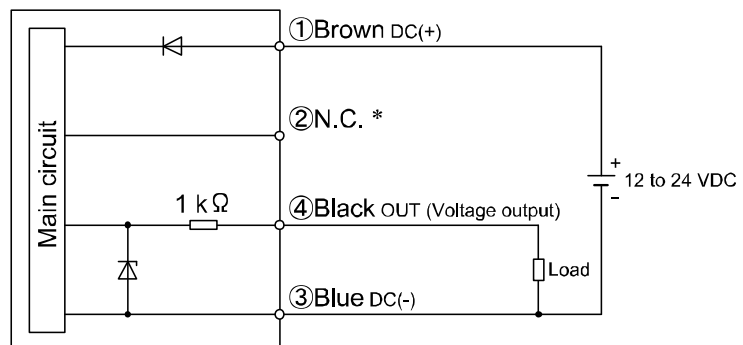 ①Brown DC(+)
②N.C. *
Main circuit
1 kΩ
④Black OUT (Voltage output)
+
12 to 24 VDC
-
Load
③Blue DC(-)